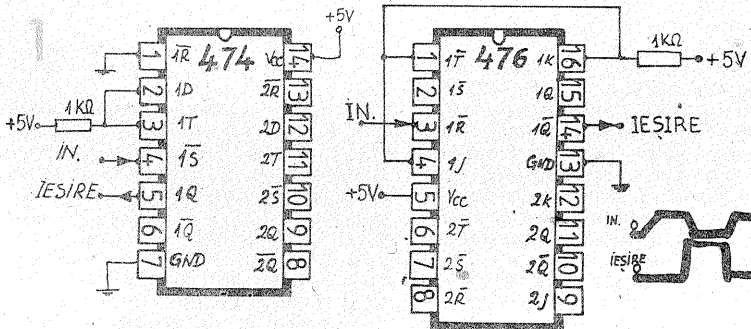 +5V
1 1R̅ 474 Vcc 14
2 1D 2R̅ 13
1KΩ
+5V 3 1T 2D 12
IN. 4 1S̅ 2T 11
IEȘIRE 5 1Q 2S̅ 10
6 1Q̅ 2Q 9
7 GND 2Q̅ 8
1 1T̅ 476 1K 16
1KΩ
+5V
2 1S̅ 1Q 15
IN. 3 1R̅ 1Q̅ 14 IEȘIRE
4 1J GND 13
+5V 5 Vcc 2K 12
6 2T̅ 2Q 11
7 2S̅ 2Q̅ 10
8 2R̅ 2J 9
IN.
IEȘIRE